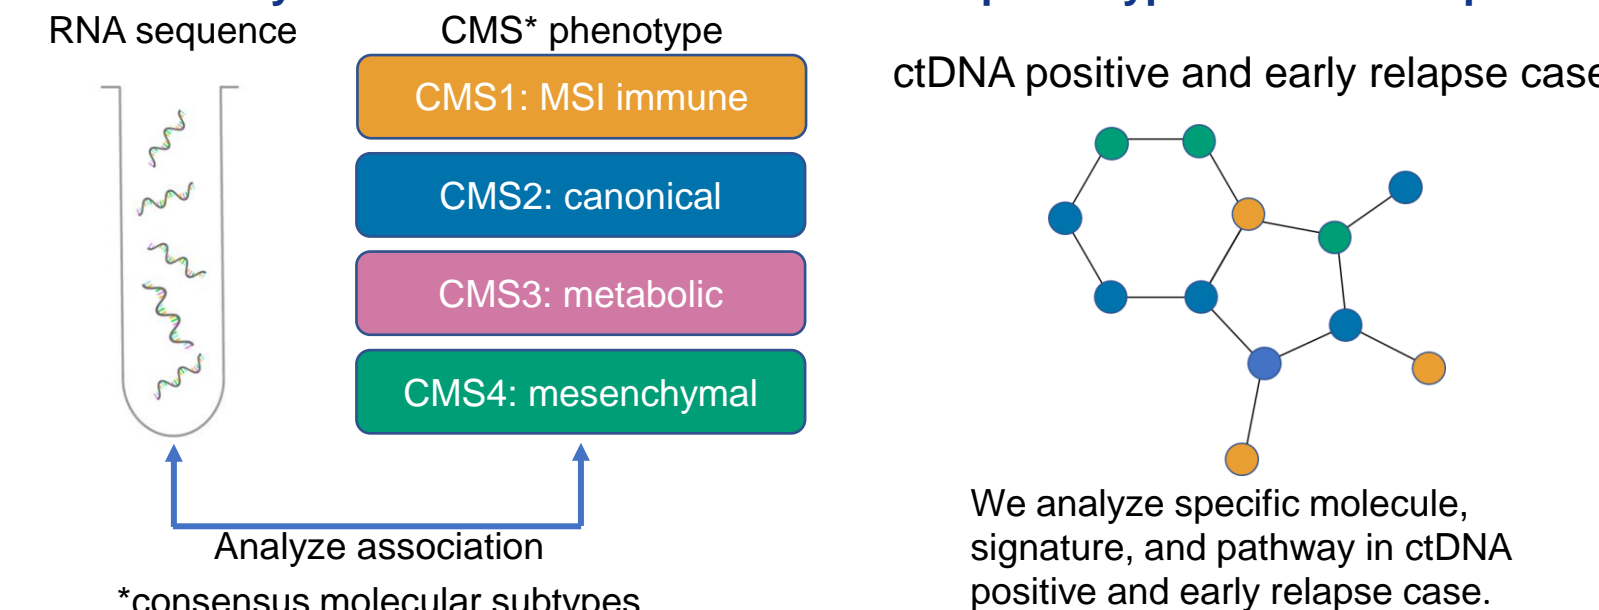 RNA sequence
CMS* phenotype
CMS1: MSI immune
CMS2: canonical
CMS3: metabolic
CMS4: mesenchymal
Analyze association
*consensus molecular subtypes
ctDNA positive and early relapse case
We analyze specific molecule,
signature, and pathway in ctDNA
positive and early relapse case.